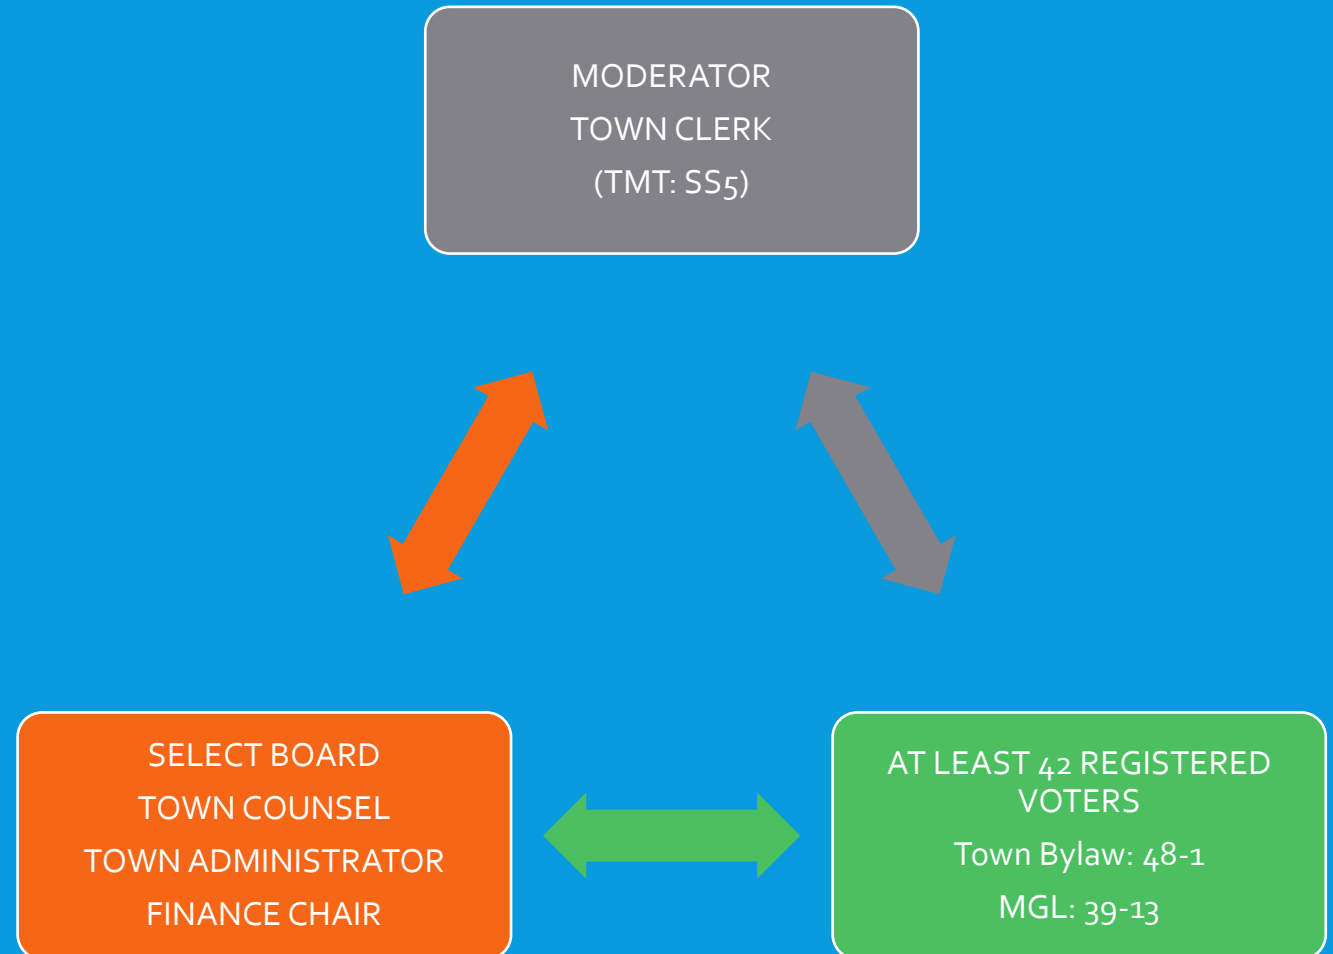 MODERATOR
TOWN CLERK
(TMT: SS5)
SELECT BOARD
TOWN COUNSEL
TOWN ADMINISTRATOR
FINANCE CHAIR
AT LEAST 42 REGISTERED
VOTERS
Town Bylaw: 48-1
MGL: 39-13